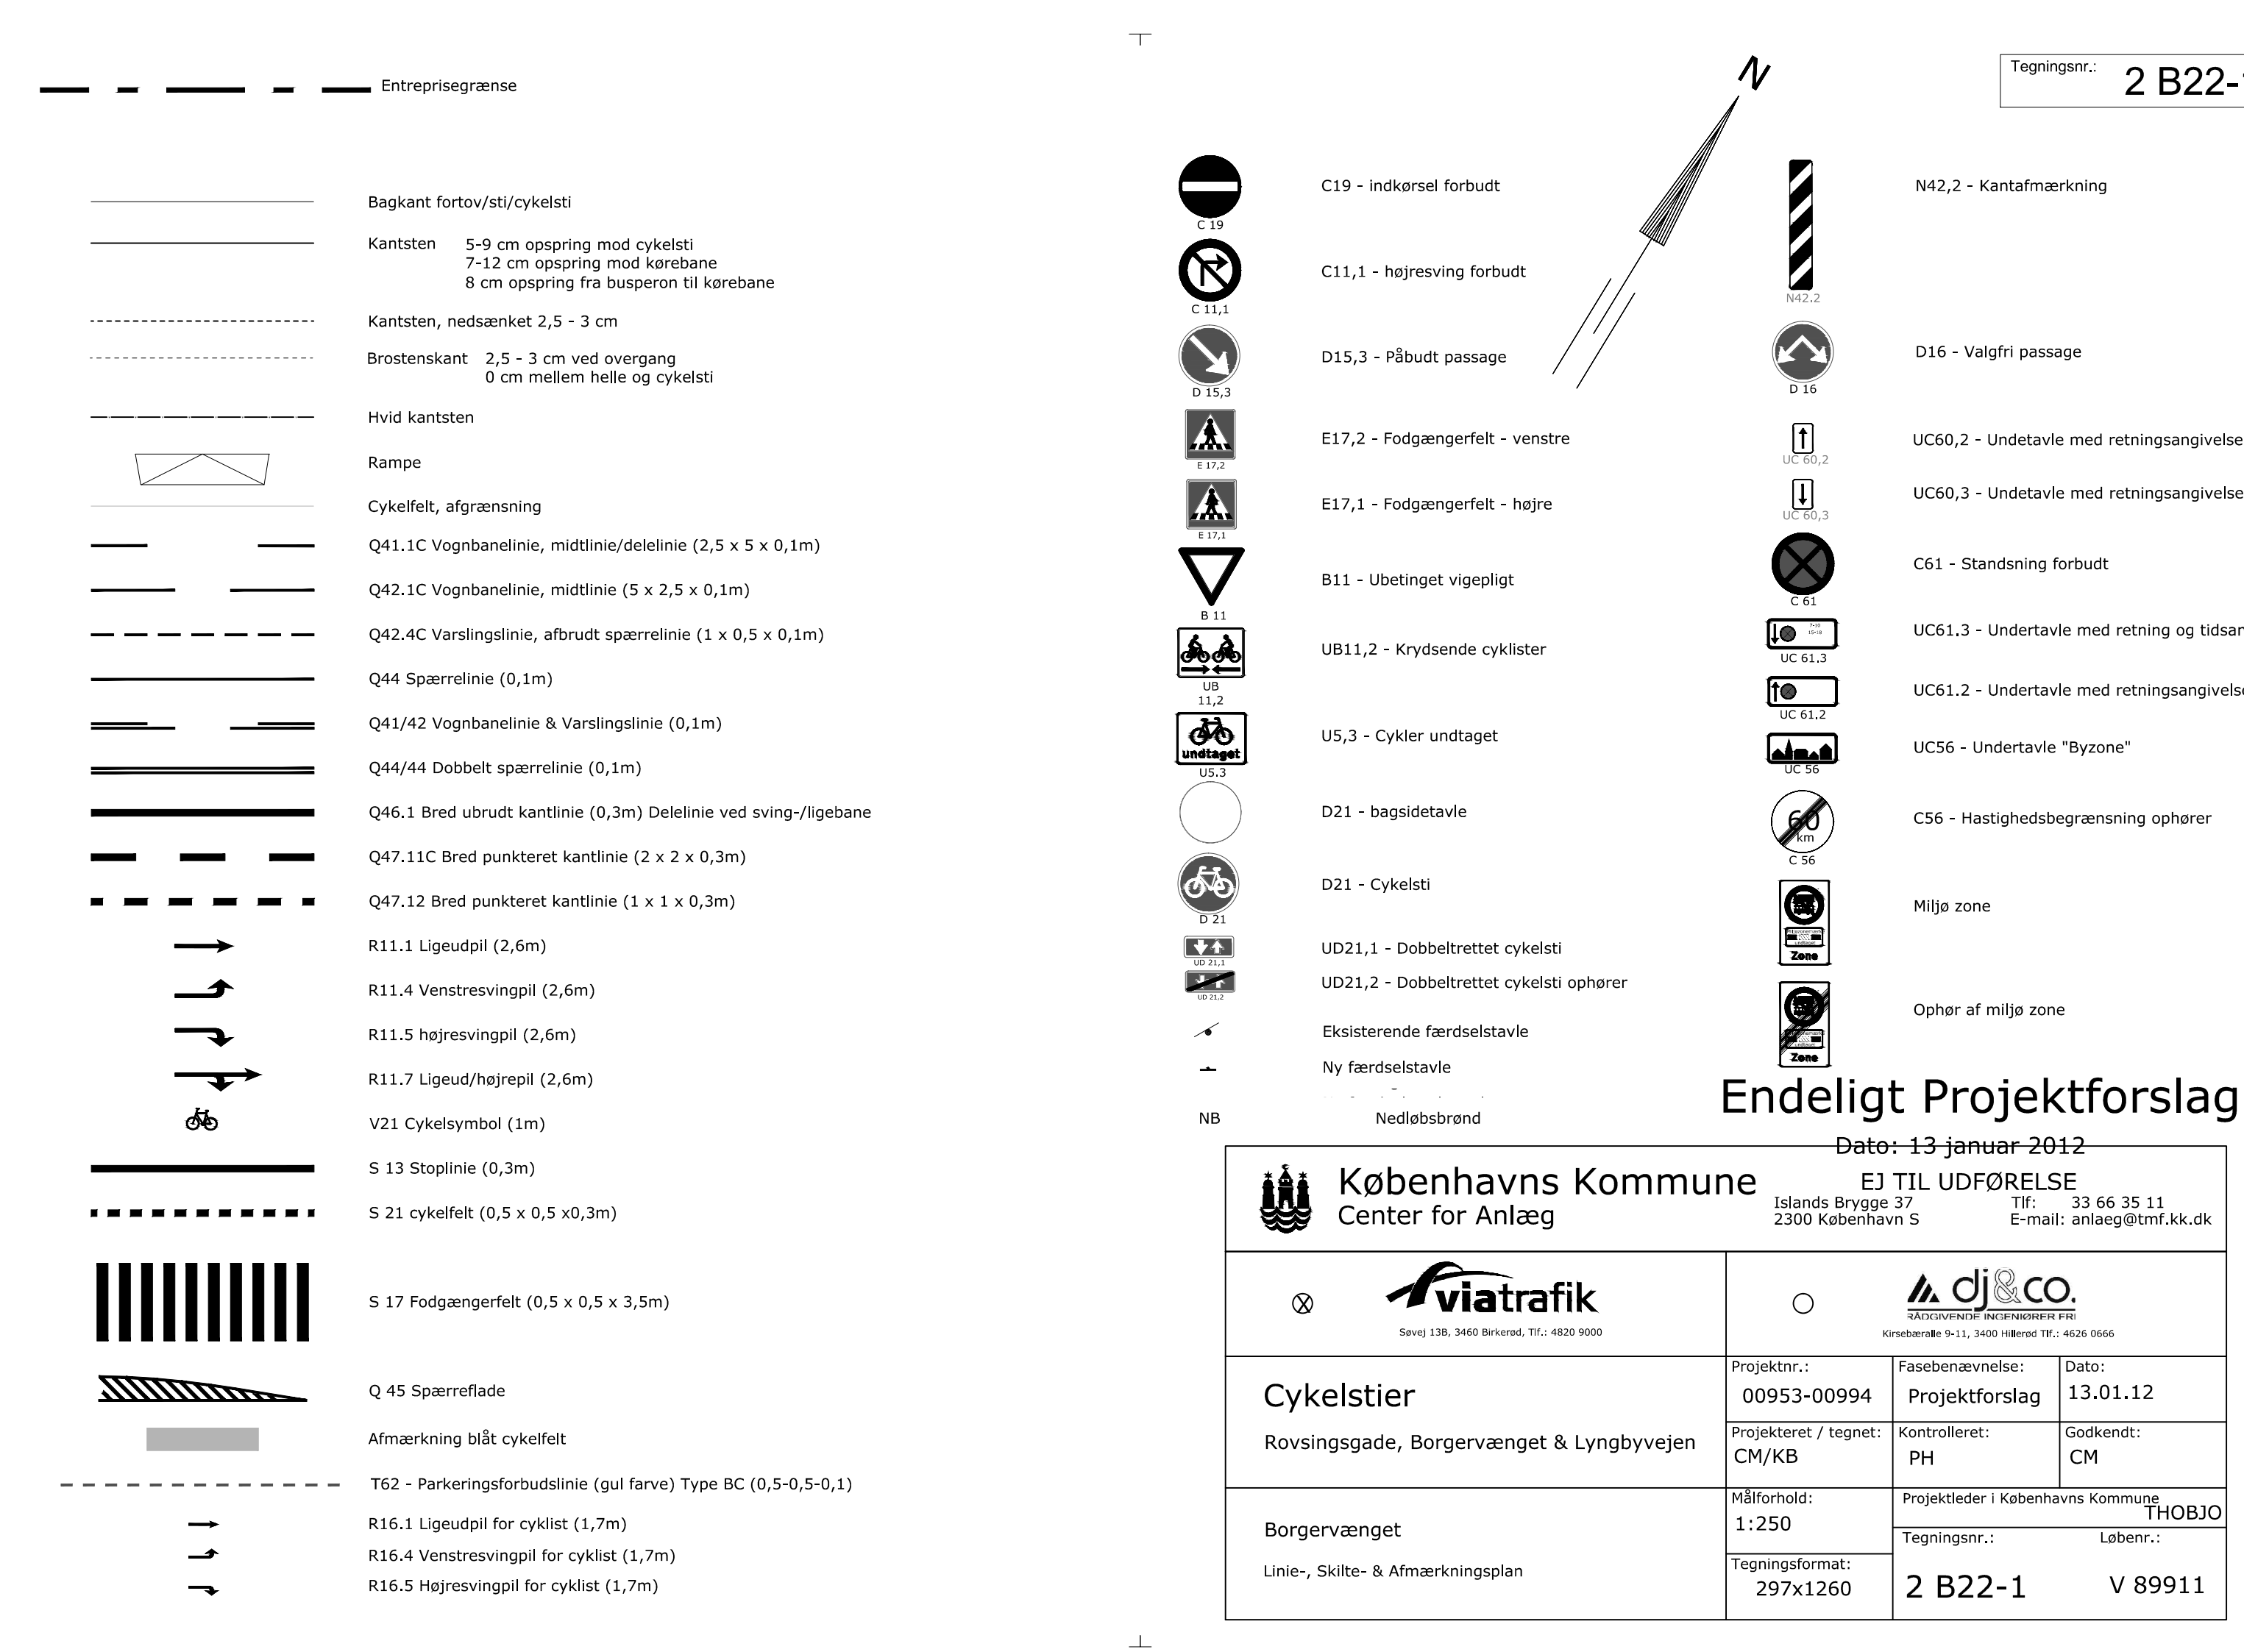 Entreprisegrænse
Bagkant fortov/sti/cykelsti
Kantsten 5-9 cm opspring mod cykelsti
7-12 cm opspring mod kørebane
8 cm opspring fra busperon til kørebane
Kantsten, nedsænket 2,5 - 3 cm
Brostenskant 2,5 - 3 cm ved overgang
0 cm mellem helle og cykelsti
Hvid kantsten
Rampe
Cykelfelt, afgrænsning
Q41.1C Vognbanelinie, midtlinie/delelinie (2,5 x 5 x 0,1m)
Q42.1C Vognbanelinie, midtlinie (5 x 2,5 x 0,1m)
Q42.4C Varslingslinie, afbrudt spærrelinie (1 x 0,5 x 0,1m)
Q44 Spærrelinie (0,1m)
Q41/42 Vognbanelinie & Varslingslinie (0,1m)
Q44/44 Dobbelt spærrelinie (0,1m)
Q46.1 Bred ubrudt kantlinie (0,3m) Delelinie ved sving-/ligebane
Q47.11C Bred punkteret kantlinie (2 x 2 x 0,3m)
Q47.12 Bred punkteret kantlinie (1 x 1 x 0,3m)
R11.1 Ligeudpil (2,6m)
R11.4 Venstresvingpil (2,6m)
R11.5 højresvingpil (2,6m)
R11.7 Ligeud/højrepil (2,6m)
V21 Cykelsymbol (1m)
S 13 Stoplinie (0,3m)
S 21 cykelfelt (0,5 x 0,5 x0,3m)
S 17 Fodgængerfelt (0,5 x 0,5 x 3,5m)
Q 45 Spærreflade
Afmærkning blåt cykelfelt
T62 - Parkeringsforbudslinie (gul farve) Type BC (0,5-0,5-0,1)
R16.1 Ligeudpil for cyklist (1,7m)
R16.4 Venstresvingpil for cyklist (1,7m)
R16.5 Højresvingpil for cyklist (1,7m)
N
Tegningsnr.: 2 B22-
C19 - indkørsel forbudt
C 19
C11,1 - højresving forbudt
C 11,1
D15,3 - Påbudt passage
D 15,3
E17,2 - Fodgængerfelt - venstre
E 17,2
E17,1 - Fodgængerfelt - højre
E 17,1
B11 - Ubetinget vigepligt
B 11
UB11,2 - Krydsende cyklister
UB
11,2
U5,3 - Cykler undtaget
undtaget
U5.3
D21 - bagsidetavle
D21 - Cykelsti
D 21
UD21,1 - Dobbeltrettet cykelsti
UD 21,1
UD21,2 - Dobbeltrettet cykelsti ophører
UD 21,2
Eksisterende færdselstavle
Ny færdselstavle
NB Nedløbsbrønd
N42,2 - Kantafmærkning
N42.2
D16 - Valgfri passage
D 16
UC60,2 - Undetavle med retningsangivelse
UC 60,2
UC60,3 - Undetavle med retningsangivelse
UC 60,3
C61 - Standsning forbudt
C 61
UC61.3 - Undertavle med retning og tidsan
7-10
15-18
UC 61.3
UC61.2 - Undertavle med retningsangivelse
UC 61.2
UC56 - Undertavle "Byzone"
UC 56
C56 - Hastighedsbegrænsning ophører
60
km
C 56
Miljø zone
undtaget
Zone
Ophør af miljø zone
Zone
Endeligt Projektforslag
Dato: 13 januar 2012
EJ TIL UDFØRELSE
Københavns Kommune
Center for Anlæg
Islands Brygge 37 Tlf: 33 66 35 11
2300 København S E-mail: anlaeg@tmf.kk.dk
X
viatrafik
Søvej 13B, 3460 Birkerød, Tlf.: 4820 9000
dj&co.
RÅDGIVENDE INGENIØRER FRI
Kirsebæralle 9-11, 3400 Hillerød Tlf.: 4626 0666
Cykelstier
Rovsingsgade, Borgervænget & Lyngbyvejen
Projektnr.: Fasebenævnelse: Dato:
00953-00994 Projektforslag 13.01.12
Projekteret / tegnet: Kontrolleret: Godkendt:
CM/KB PH CM
Borgervænget
Linie-, Skilte- & Afmærkningsplan
Målforhold:
1:250
Projektleder i Københavns Kommune
THOBJO
Tegningsformat:
297x1260
Tegningsnr.: Løbenr.:
2 B22-1 V 89911